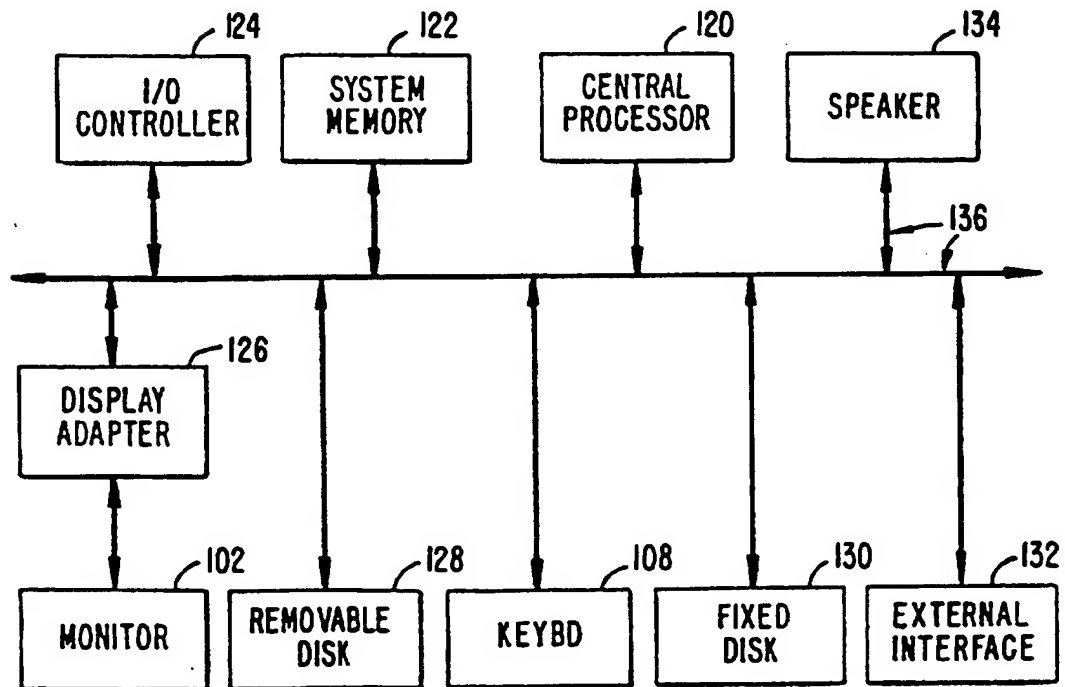 124
I/O
CONTROLLER
122
SYSTEM
MEMORY
120
CENTRAL
PROCESSOR
134
SPEAKER
136
126
DISPLAY
ADAPTER
102
MONITOR
128
REMOVABLE
DISK
108
KEYBD
130
FIXED
DISK
132
EXTERNAL
INTERFACE